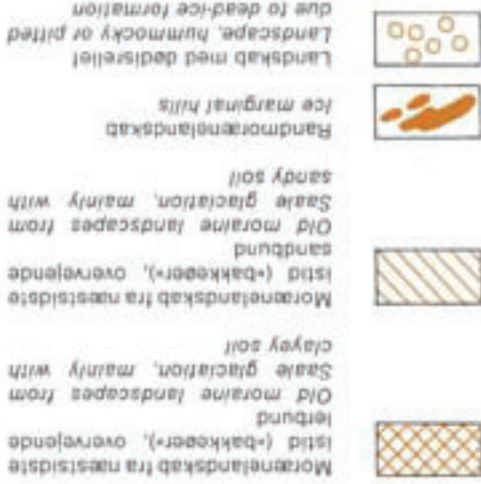 Morænelandskab fra næstsidste
istid (»bakkeøer«), overvejende
lerbund
Old moraine landscapes from
Saale glaciation, mainly with
clayey soil
Morænelandskab fra næstsidste
istid (»bakkeøer«), overvejende
sandbund
Old moraine landscapes from
Saale glaciation, mainly with
sandy soil
Randmorænelandskab
Ice marginal hills
Landskab med dødisrelief
Landscape, hummocky or pitted
due to dead-ice formation